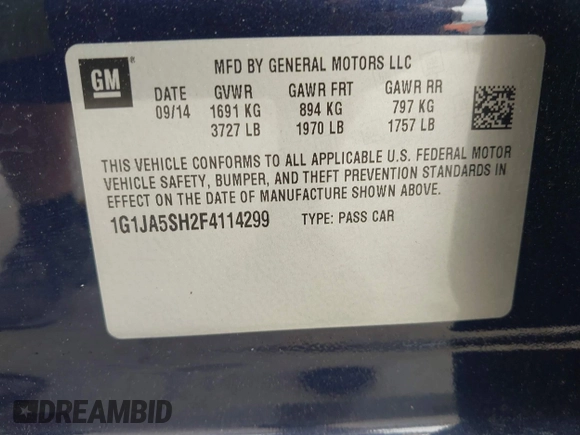 GM
MFD BY GENERAL MOTORS LLC
DATE GVWR GAWR FRT GAWR RR
09/14 1691 KG 894 KG 797 KG
3727 LB 1970 LB 1757 LB
THIS VEHICLE CONFORMS TO ALL APPLICABLE U.S. FEDERAL MOTOR
VEHICLE SAFETY, BUMPER, AND THEFT PREVENTION STANDARDS IN
EFFECT ON THE DATE OF MANUFACTURE SHOWN ABOVE.
1G1JA5SH2F4114299 TYPE: PASS CAR
DREAMBID